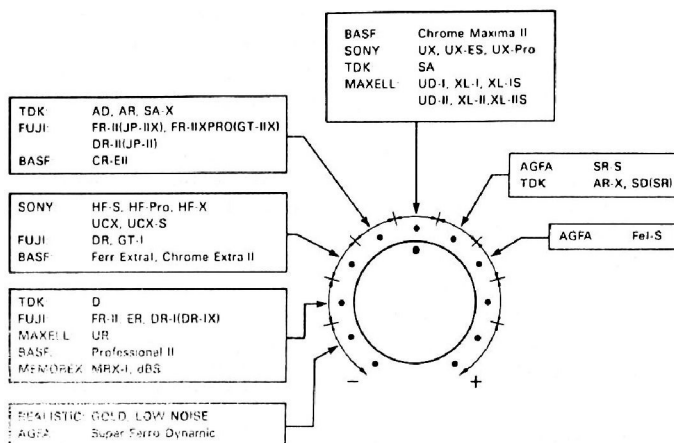 BASF Chrome Maxima II
SONY UX, UX-ES, UX-Pro
TDK SA
MAXELL: UD-I, XL-I, XL-IS
UD-II, XL-II, XL-IIS
TDK: AD, AR, SA-X
FUJI: FR-II(JP-IIX), FR-IIXPRO(GT-IIX)
DR-II(JP-II)
BASF CR-EII
AGFA SR-S
TDK AR-X, SD(SR)
SONY HF-S, HF-Pro, HF-X
UCX, UCX-S
FUJI: DR, GT-I
BASF: Ferr ExtraI, Chrome Extra II
AGFA FeI-S
TDK D
FUJI: FR-II, ER, DR-I(DR-IX)
MAXELL UR
BASF: Professional II
MEMOREX: MRX-I, dBS
REALISTIC: GOLD, LOW NOISE
AGFA Super Ferro Dynamic
− +